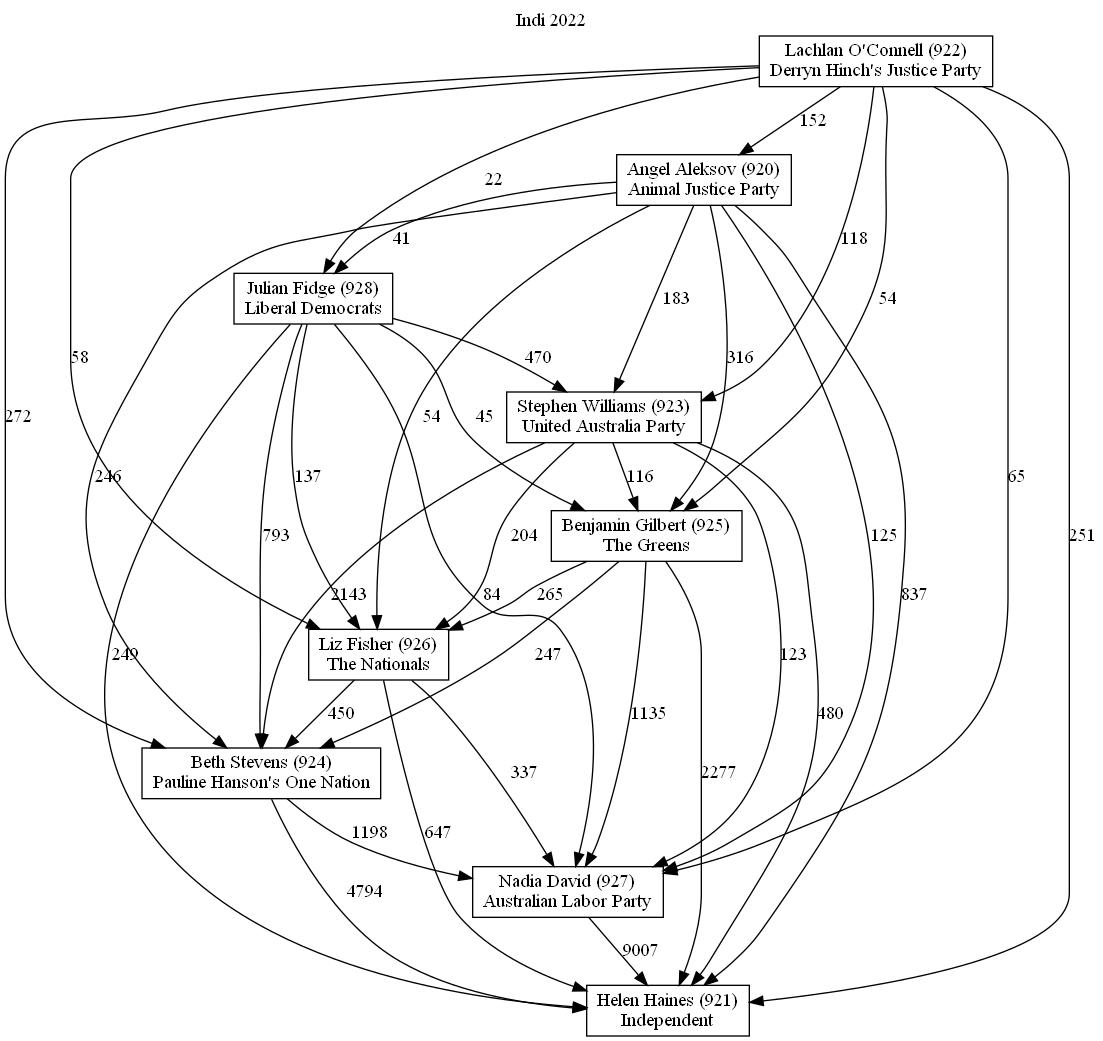 Indi 2022
Lachlan O'Connell (922)
Derryn Hinch's Justice Party
152
Angel Aleksov (920)
Animal Justice Party
22
41
118
183
54
Julian Fidge (928)
Liberal Democrats
58
470
316
272
54
45
Stephen Williams (923)
United Australia Party
246
137
116
65
793
204
Benjamin Gilbert (925)
The Greens
125
251
2143
84
265
837
249
Liz Fisher (926)
The Nationals
247
123
450
1135
480
Beth Stevens (924)
Pauline Hanson's One Nation
337
2277
1198
647
4794
Nadia David (927)
Australian Labor Party
9007
Helen Haines (921)
Independent